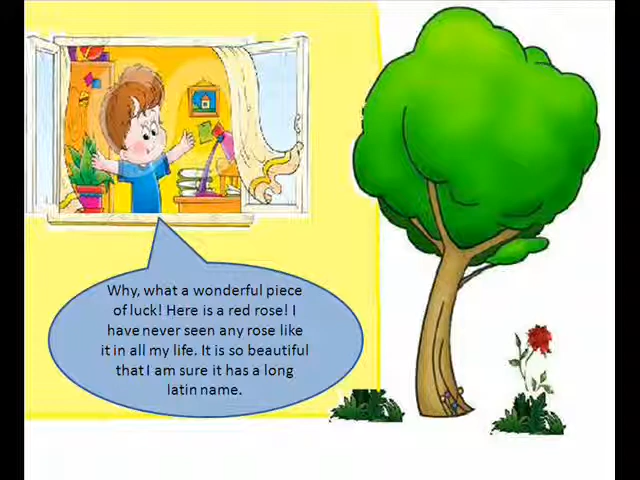 Why, what a wonderful piece
of luck! Here is a red rose! I
have never seen any rose like
it in all my life. It is so beautiful
that I am sure it has a long
latin name.